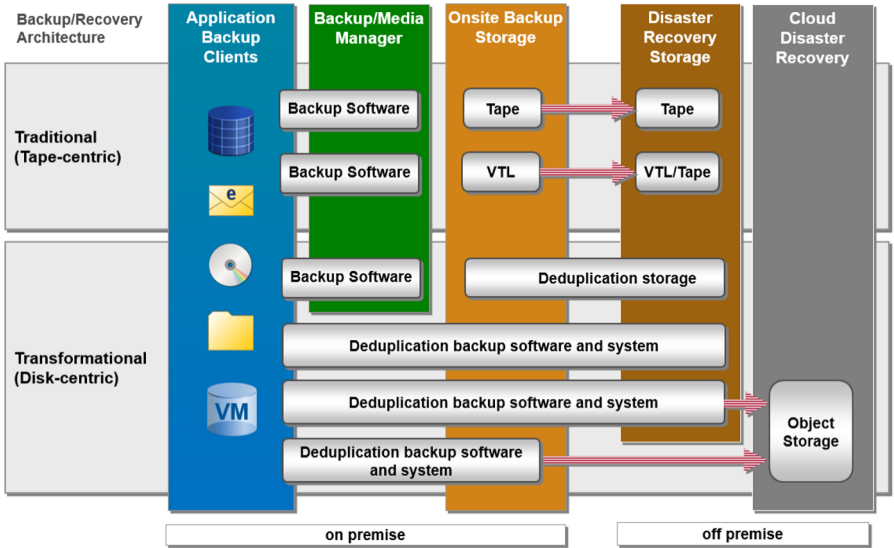 Backup/Recovery
Architecture
Application
Backup
Clients
Backup/Media
Manager
Onsite Backup
Storage
Disaster
Recovery
Storage
Cloud
Disaster
Recovery
Traditional
(Tape-centric)
Backup Software
Tape
Tape
Backup Software
VTL
VTL/Tape
e
Transformational
(Disk-centric)
Backup Software
Deduplication storage
Deduplication backup software and system
VM
Deduplication backup software and system
Object
Storage
Deduplication backup software
and system
on premise
off premise